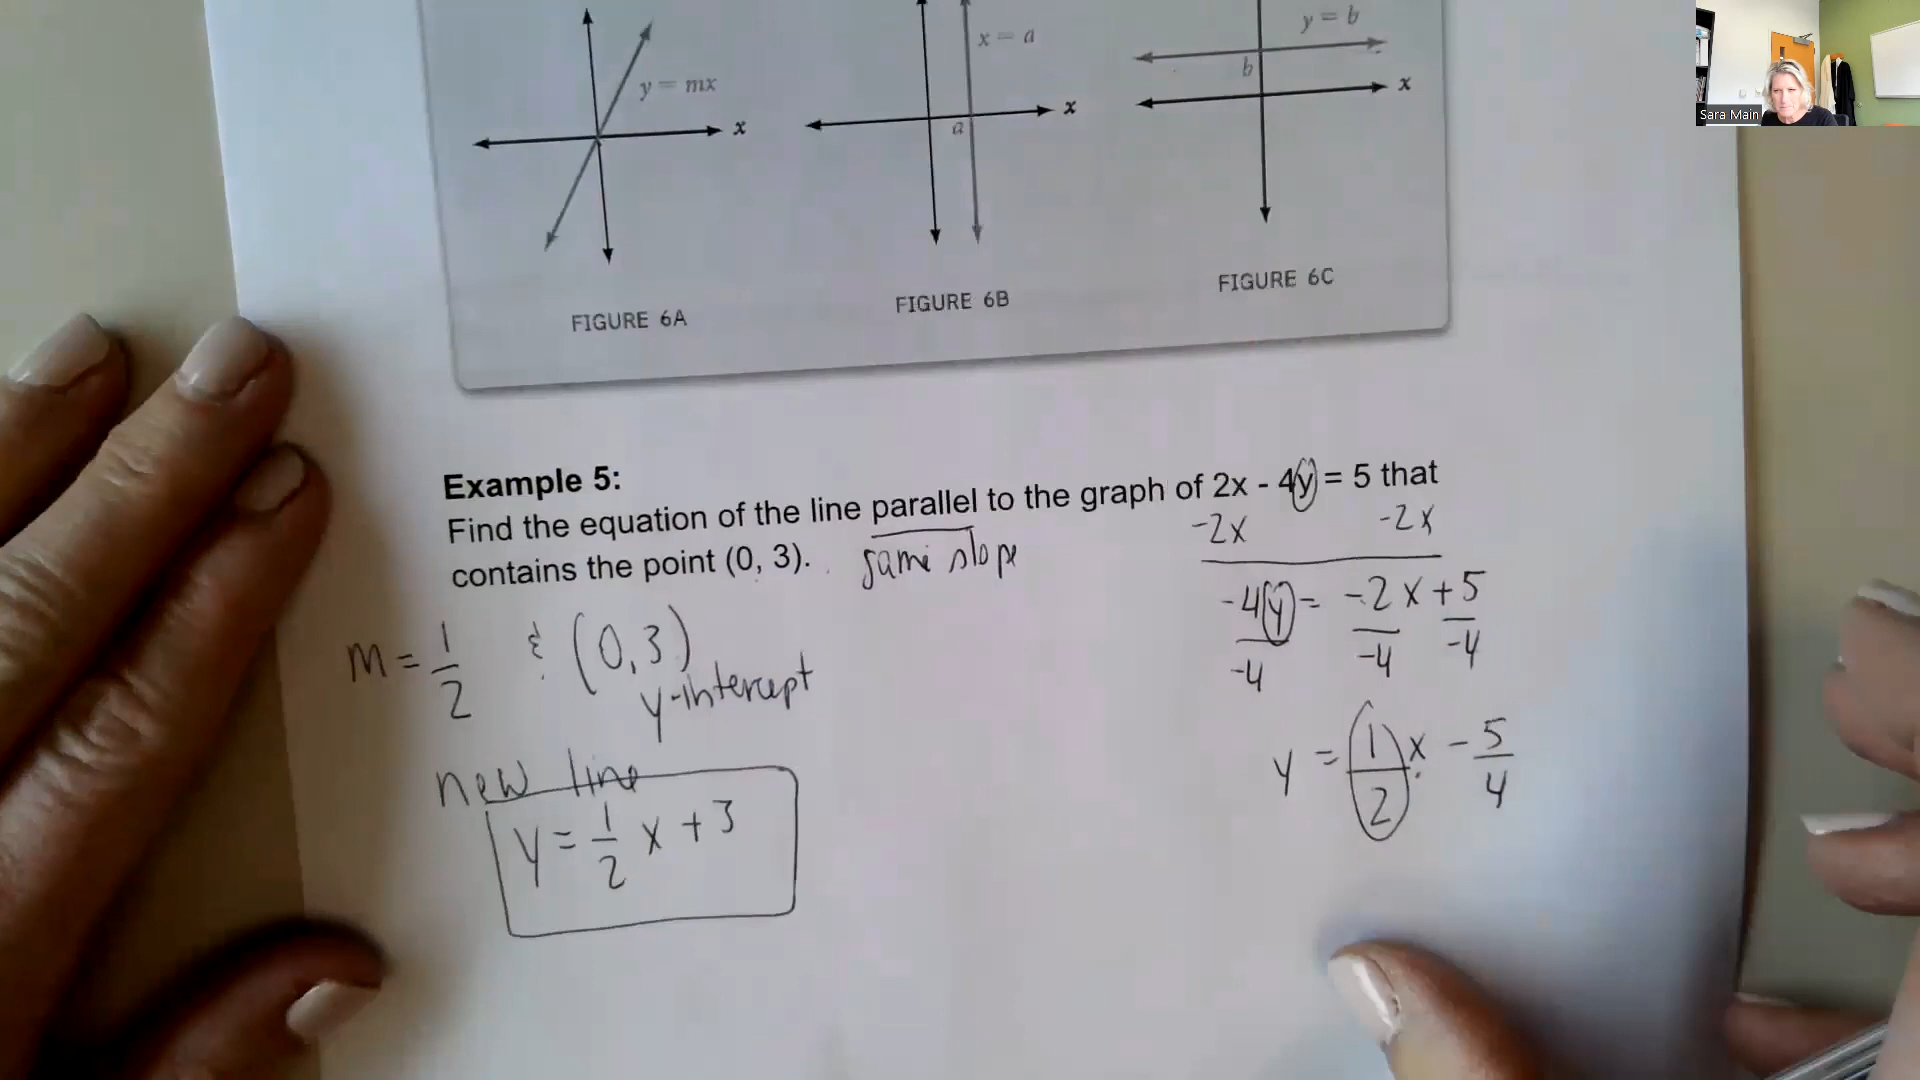 y = mx
x
x = a
x
a
y = b
b
x
FIGURE 6A
FIGURE 6B
FIGURE 6C
Sara Main
Example 5:
Find the equation of the line parallel to the graph of 2x - 4y = 5 that
contains the point (0, 3).
same slope
-2x -2x
-4y = -2x + 5
-4 -4 -4
y = 1/2 x - 5/4
m = 1/2 & (0,3)
y-intercept
new line
y = 1/2 x + 3